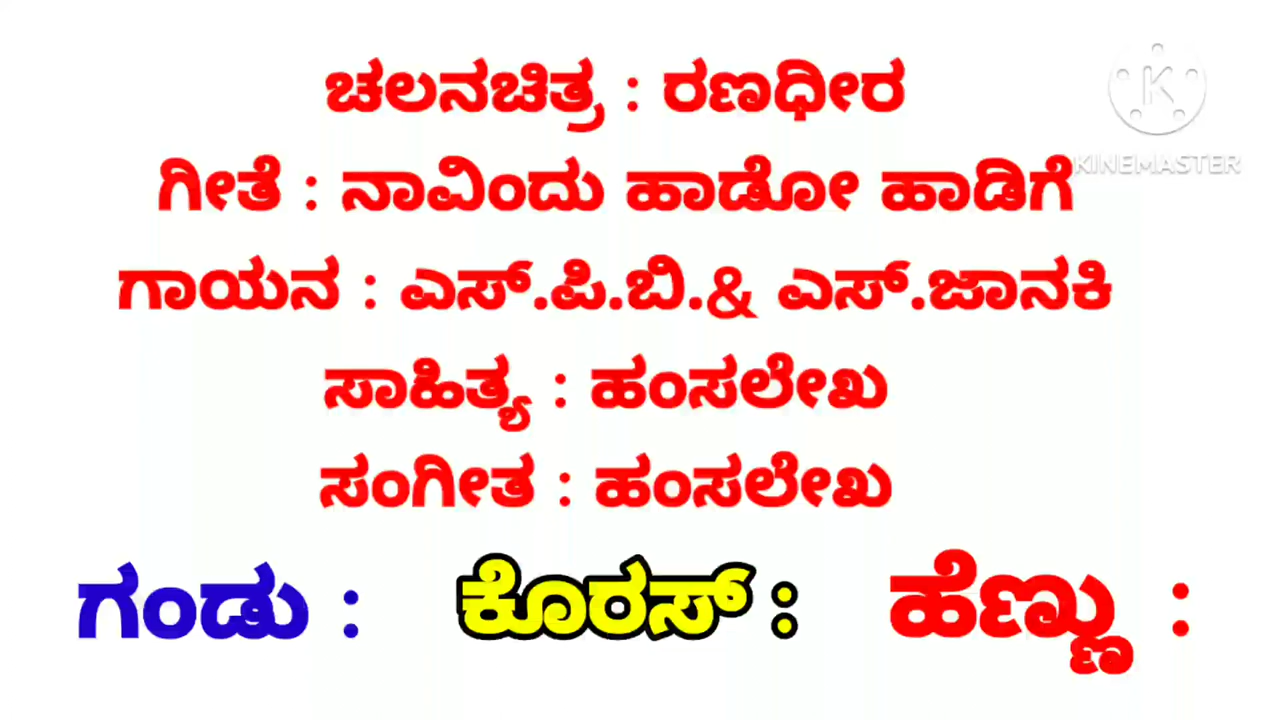 ಚಲನಚಿತ್ರ : ರಣಧೀರ
KINEMASTER
ಗೀತೆ : ನಾವಿಂದು ಹಾಡೋ ಹಾಡಿಗೆ
ಗಾಯನ : ಎಸ್.ಪಿ.ಬಿ.& ಎಸ್.ಜಾನಕಿ
ಸಾಹಿತ್ಯ : ಹಂಸಲೇಖ
ಸಂಗೀತ : ಹಂಸಲೇಖ
ಗಂಡು : ಕೊರಸ್ : ಹೆಣ್ಣು :